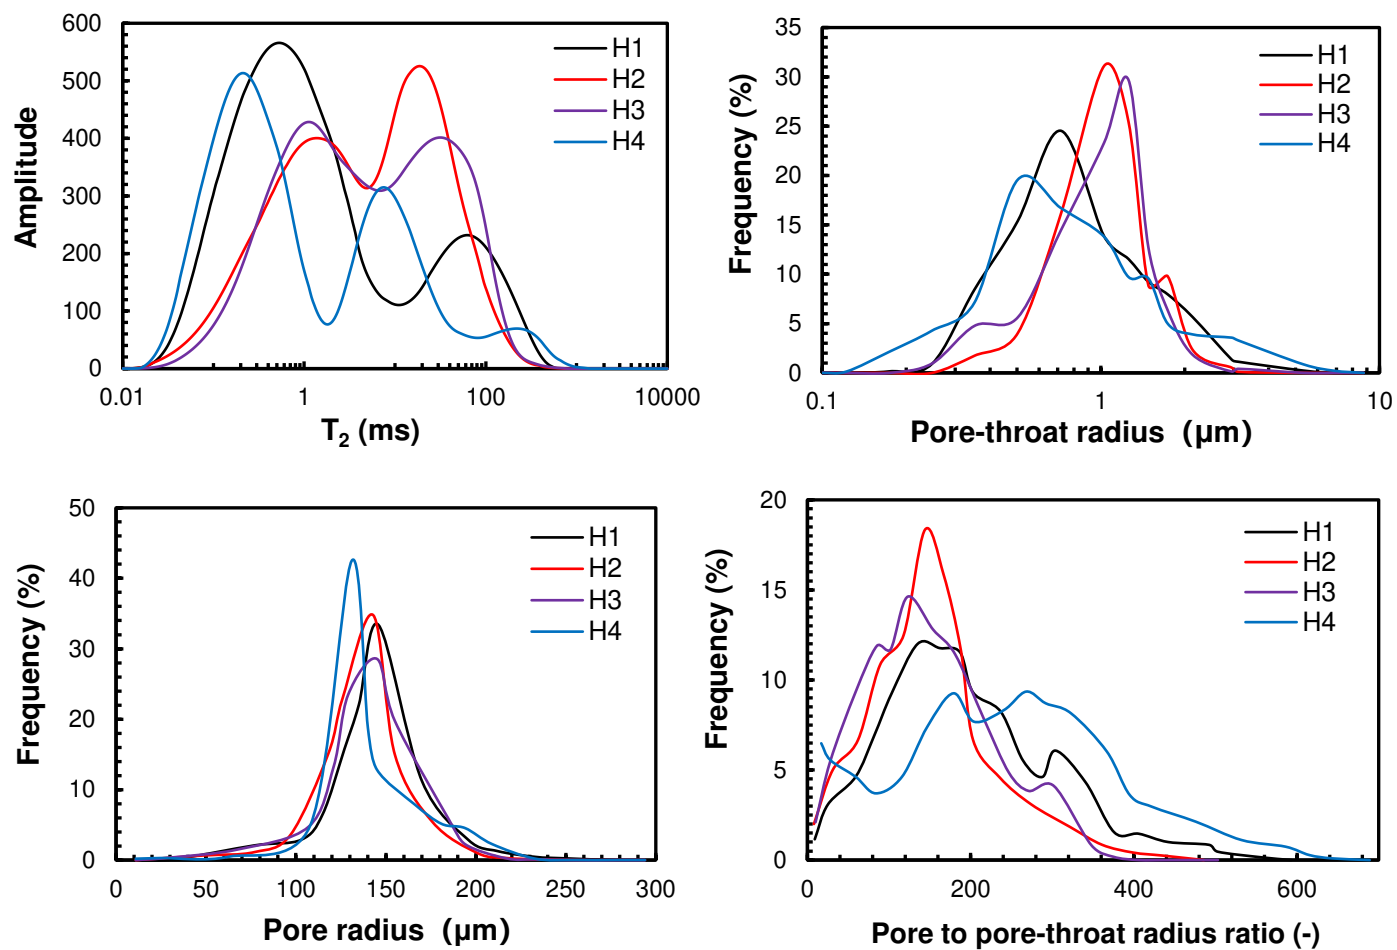 600
500
400
300
200
100
0
0.01
1
100
10000
Amplitude
T2 (ms)
H1
H2
H3
H4
35
30
25
20
15
10
5
0
0.1
1
10
Frequency (%)
Pore-throat radius (μm)
H1
H2
H3
H4
50
40
30
20
10
0
0
50
100
150
200
250
300
Frequency (%)
Pore radius (μm)
H1
H2
H3
H4
20
15
10
5
0
0
200
400
600
Frequency (%)
Pore to pore-throat radius ratio (-)
H1
H2
H3
H4